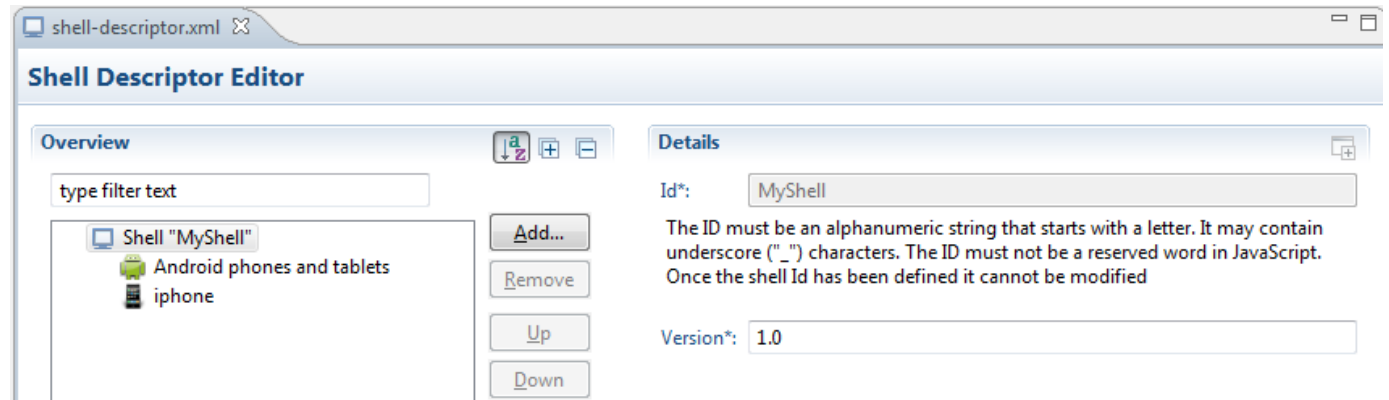 shell-descriptor.xml
Shell Descriptor Editor
Overview
type filter text
Shell "MyShell"
Android phones and tablets
iphone
Add...
Remove
Up
Down
Details
Id*:
MyShell
The ID must be an alphanumeric string that starts with a letter. It may contain
underscore ("_") characters. The ID must not be a reserved word in JavaScript.
Once the shell Id has been defined it cannot be modified
Version*:
1.0